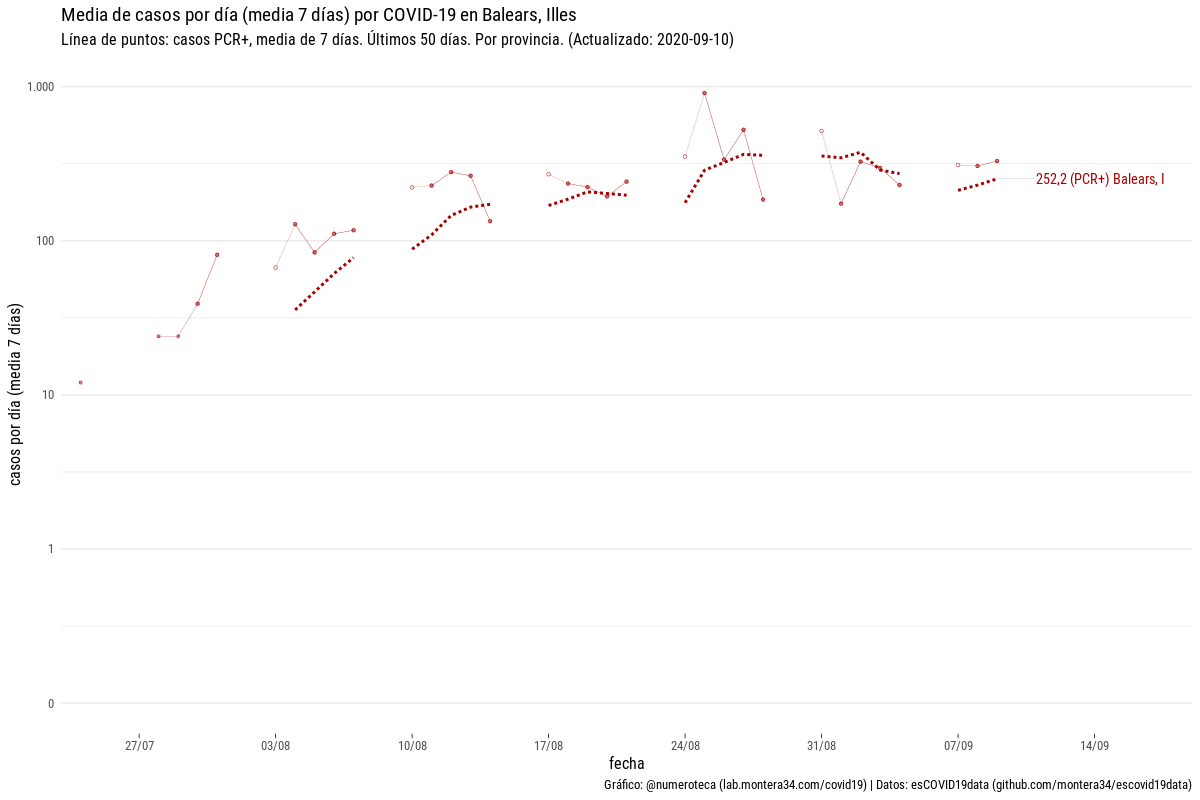 Media de casos por día (media 7 días) por COVID-19 en Balears, Illes
Línea de puntos: casos PCR+, media de 7 días. Últimos 50 días. Por provincia. (Actualizado: 2020-09-10)
casos por día (media 7 días)
1.000
100
10
1
0
252,2 (PCR+) Balears, I
27/07
03/08
10/08
17/08
24/08
31/08
07/09
14/09
fecha
Gráfico: @numeroteca (lab.montera34.com/covid19) | Datos: esCOVID19data (github.com/montera34/escovid19data)